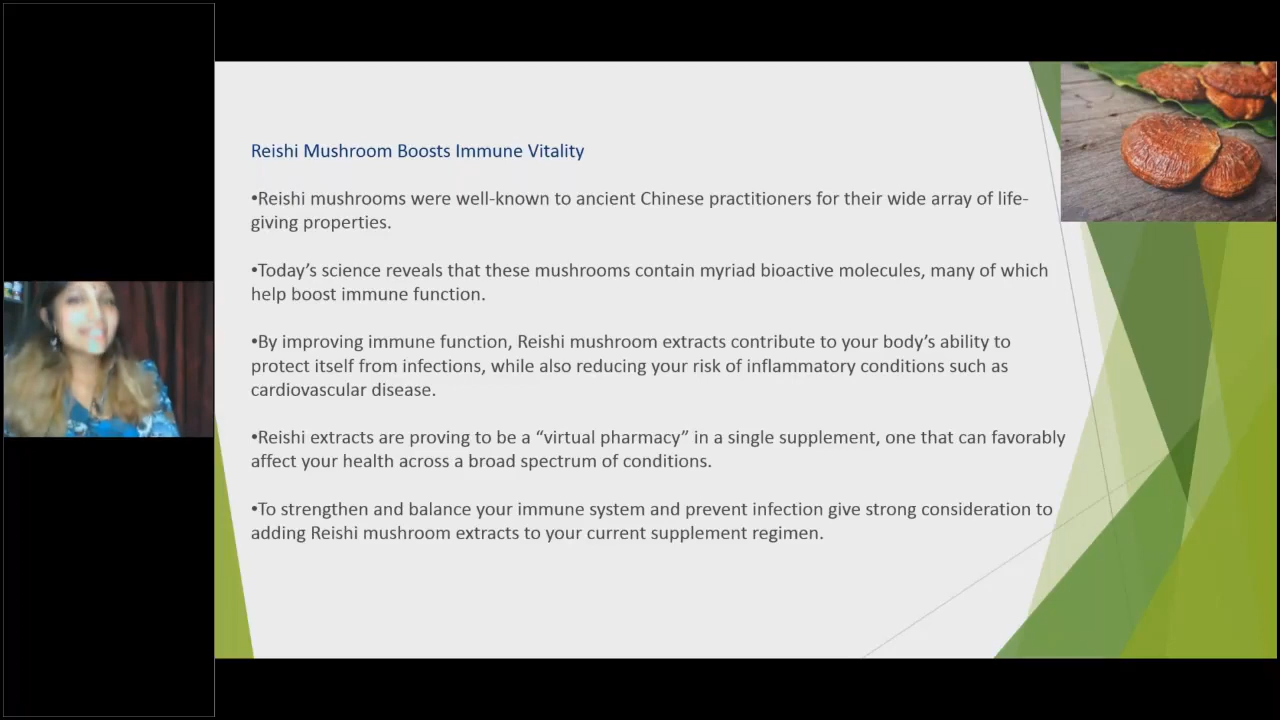 Reishi Mushroom Boosts Immune Vitality
•Reishi mushrooms were well-known to ancient Chinese practitioners for their wide array of life-
giving properties.
•Today’s science reveals that these mushrooms contain myriad bioactive molecules, many of which
help boost immune function.
•By improving immune function, Reishi mushroom extracts contribute to your body’s ability to
protect itself from infections, while also reducing your risk of inflammatory conditions such as
cardiovascular disease.
•Reishi extracts are proving to be a “virtual pharmacy” in a single supplement, one that can favorably
affect your health across a broad spectrum of conditions.
•To strengthen and balance your immune system and prevent infection give strong consideration to
adding Reishi mushroom extracts to your current supplement regimen.